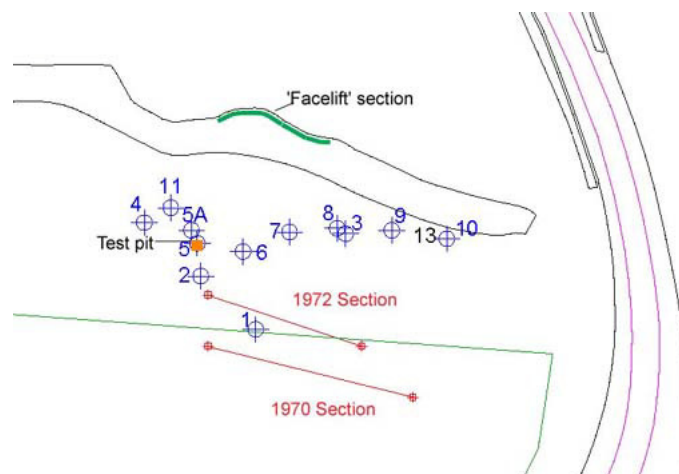 'Facelift' section
11
4
5A
8
3
9
7
13
10
Test pit
5
6
2
1972 Section
1
1970 Section